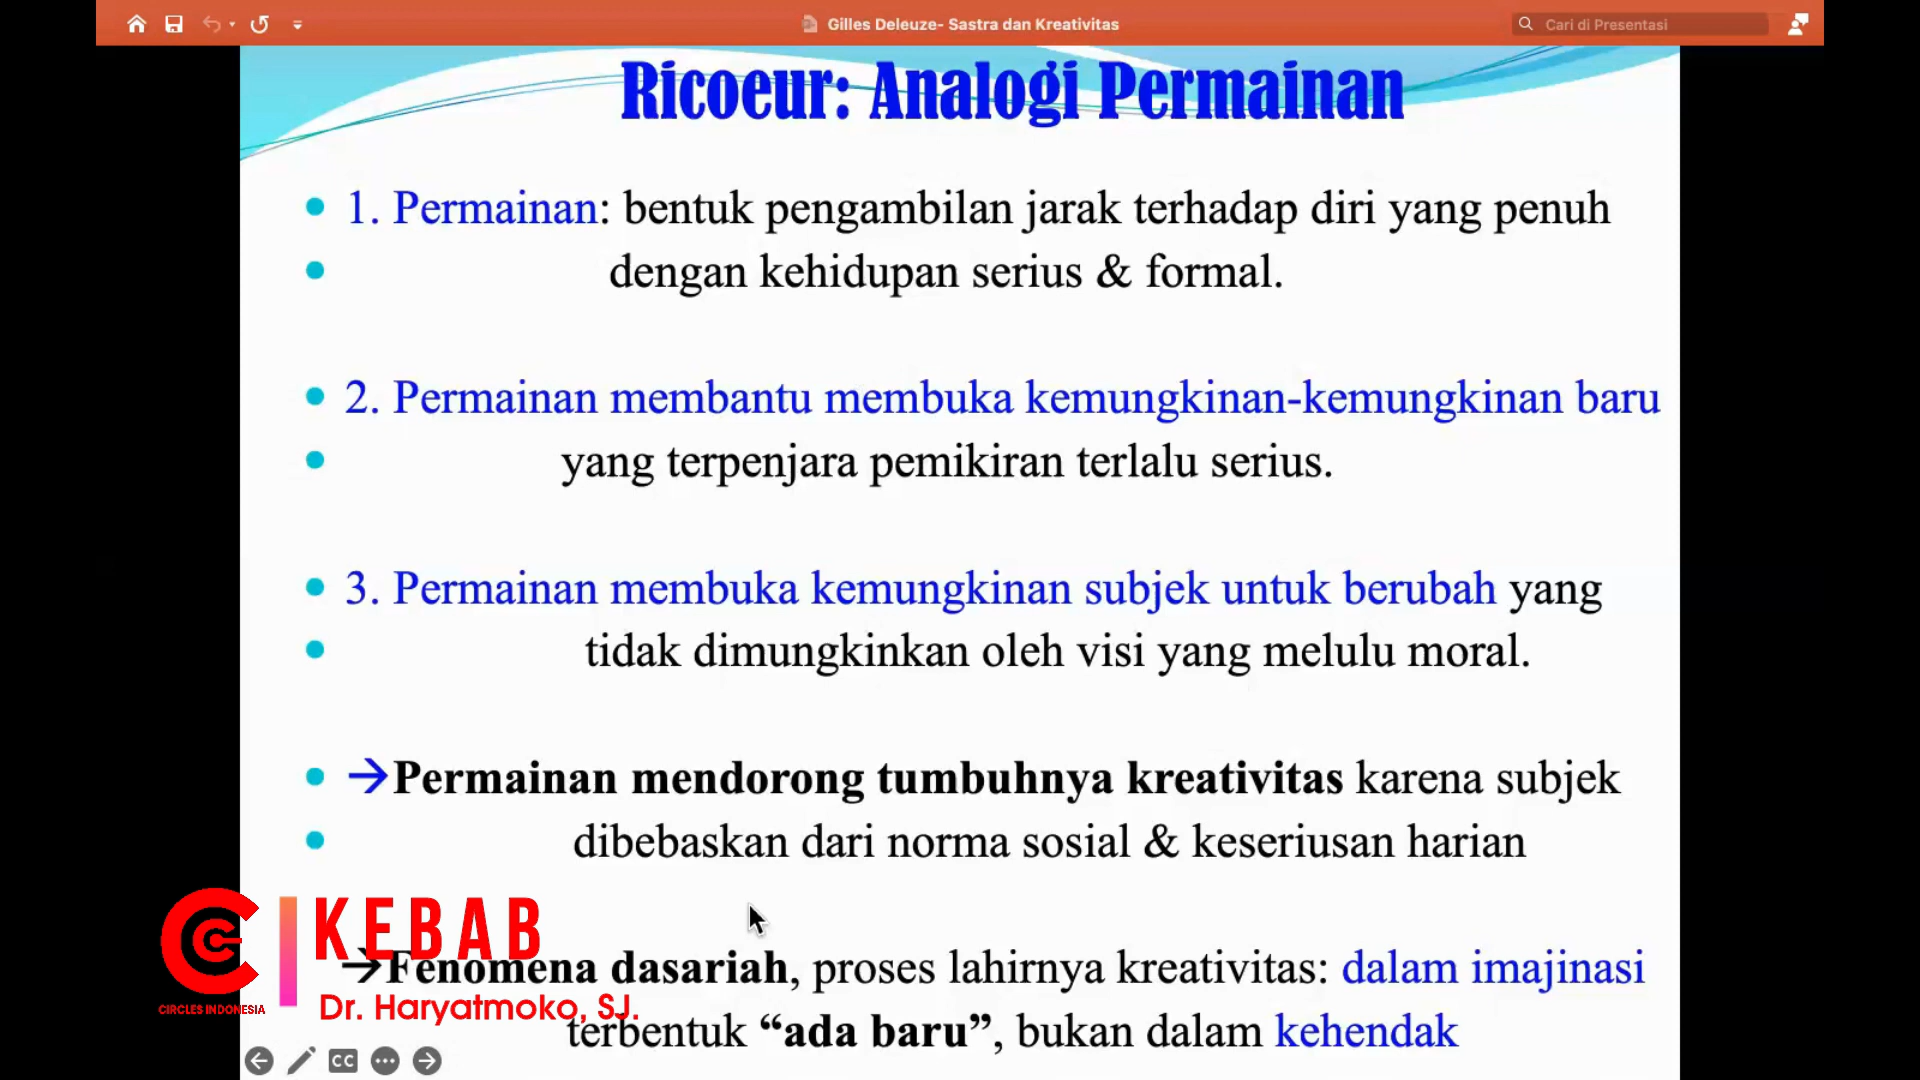 Gilles Deleuze- Sastra dan Kreativitas
Cari di Presentasi
Ricoeur: Analogi Permainan
1. Permainan: bentuk pengambilan jarak terhadap diri yang penuh
dengan kehidupan serius & formal.
2. Permainan membantu membuka kemungkinan-kemungkinan baru
yang terpenjara pemikiran terlalu serius.
3. Permainan membuka kemungkinan subjek untuk berubah yang
tidak dimungkinkan oleh visi yang melulu moral.
→Permainan mendorong tumbuhnya kreativitas karena subjek
dibebaskan dari norma sosial & keseriusan harian
→Fenomena dasariah, proses lahirnya kreativitas: dalam imajinasi
terbentuk “ada baru”, bukan dalam kehendak
KEBAB
Dr. Haryatmoko, SJ.
CIRCLES INDONESIA
CC